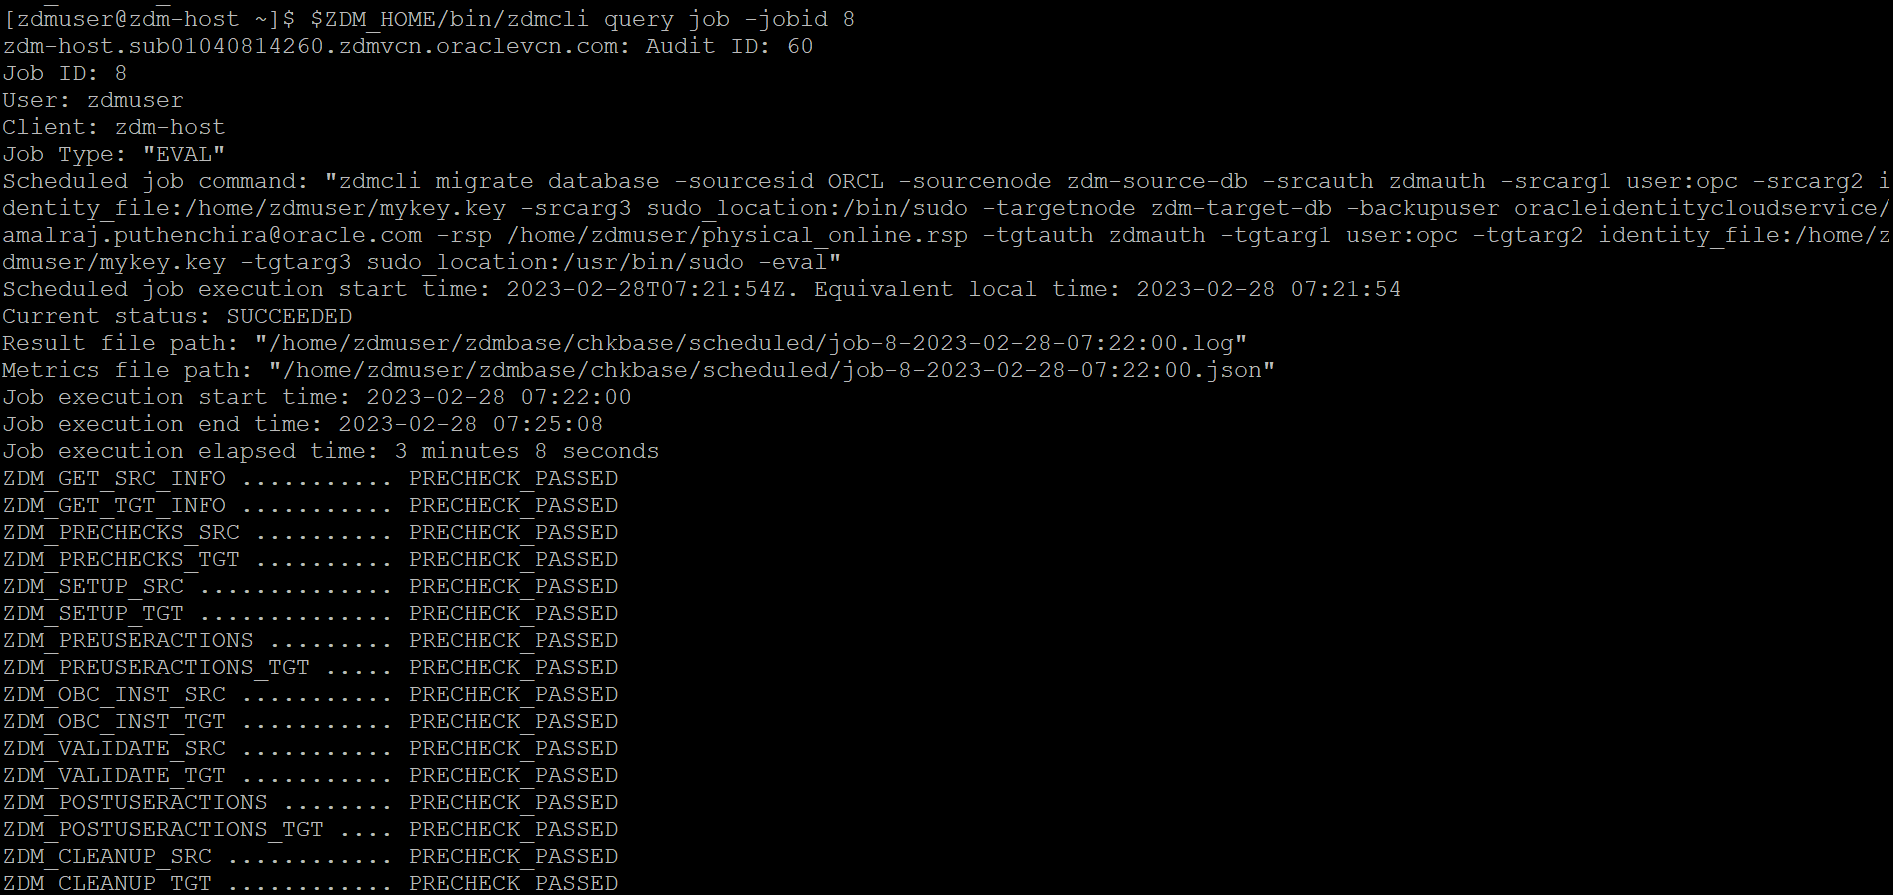 [zdmuser@zdm-host ~]$ $ZDM_HOME/bin/zdmcli query job -jobid 8
zdm-host.sub01040814260.zdmvcn.oraclevcn.com: Audit ID: 60
Job ID: 8
User: zdmuser
Client: zdm-host
Job Type: "EVAL"
Scheduled job command: "zdmcli migrate database -sourcesid ORCL -sourcenode zdm-source-db -srcauth zdmauth -srcarg1 user:opc -srcarg2 i
dentity_file:/home/zdmuser/mykey.key -srcarg3 sudo_location:/bin/sudo -targetnode zdm-target-db -backupuser oracleidentitycloudservice/
amalraj.puthenchira@oracle.com -rsp /home/zdmuser/physical_online.rsp -tgtauth zdmauth -tgtarg1 user:opc -tgtarg2 identity_file:/home/z
dmuser/mykey.key -tgtarg3 sudo_location:/usr/bin/sudo -eval"
Scheduled job execution start time: 2023-02-28T07:21:54Z. Equivalent local time: 2023-02-28 07:21:54
Current status: SUCCEEDED
Result file path: "/home/zdmuser/zdmbase/chkbase/scheduled/job-8-2023-02-28-07:22:00.log"
Metrics file path: "/home/zdmuser/zdmbase/chkbase/scheduled/job-8-2023-02-28-07:22:00.json"
Job execution start time: 2023-02-28 07:22:00
Job execution end time: 2023-02-28 07:25:08
Job execution elapsed time: 3 minutes 8 seconds
ZDM_GET_SRC_INFO ........... PRECHECK_PASSED
ZDM_GET_TGT_INFO ........... PRECHECK_PASSED
ZDM_PRECHECKS_SRC .......... PRECHECK_PASSED
ZDM_PRECHECKS_TGT .......... PRECHECK_PASSED
ZDM_SETUP_SRC .............. PRECHECK_PASSED
ZDM_SETUP_TGT .............. PRECHECK_PASSED
ZDM_PREUSERACTIONS ......... PRECHECK_PASSED
ZDM_PREUSERACTIONS_TGT ..... PRECHECK_PASSED
ZDM_OBC_INST_SRC ........... PRECHECK_PASSED
ZDM_OBC_INST_TGT ........... PRECHECK_PASSED
ZDM_VALIDATE_SRC ........... PRECHECK_PASSED
ZDM_VALIDATE_TGT ........... PRECHECK_PASSED
ZDM_POSTUSERACTIONS ........ PRECHECK_PASSED
ZDM_POSTUSERACTIONS_TGT .... PRECHECK_PASSED
ZDM_CLEANUP_SRC ............ PRECHECK_PASSED
ZDM_CLEANUP_TGT ............ PRECHECK_PASSED